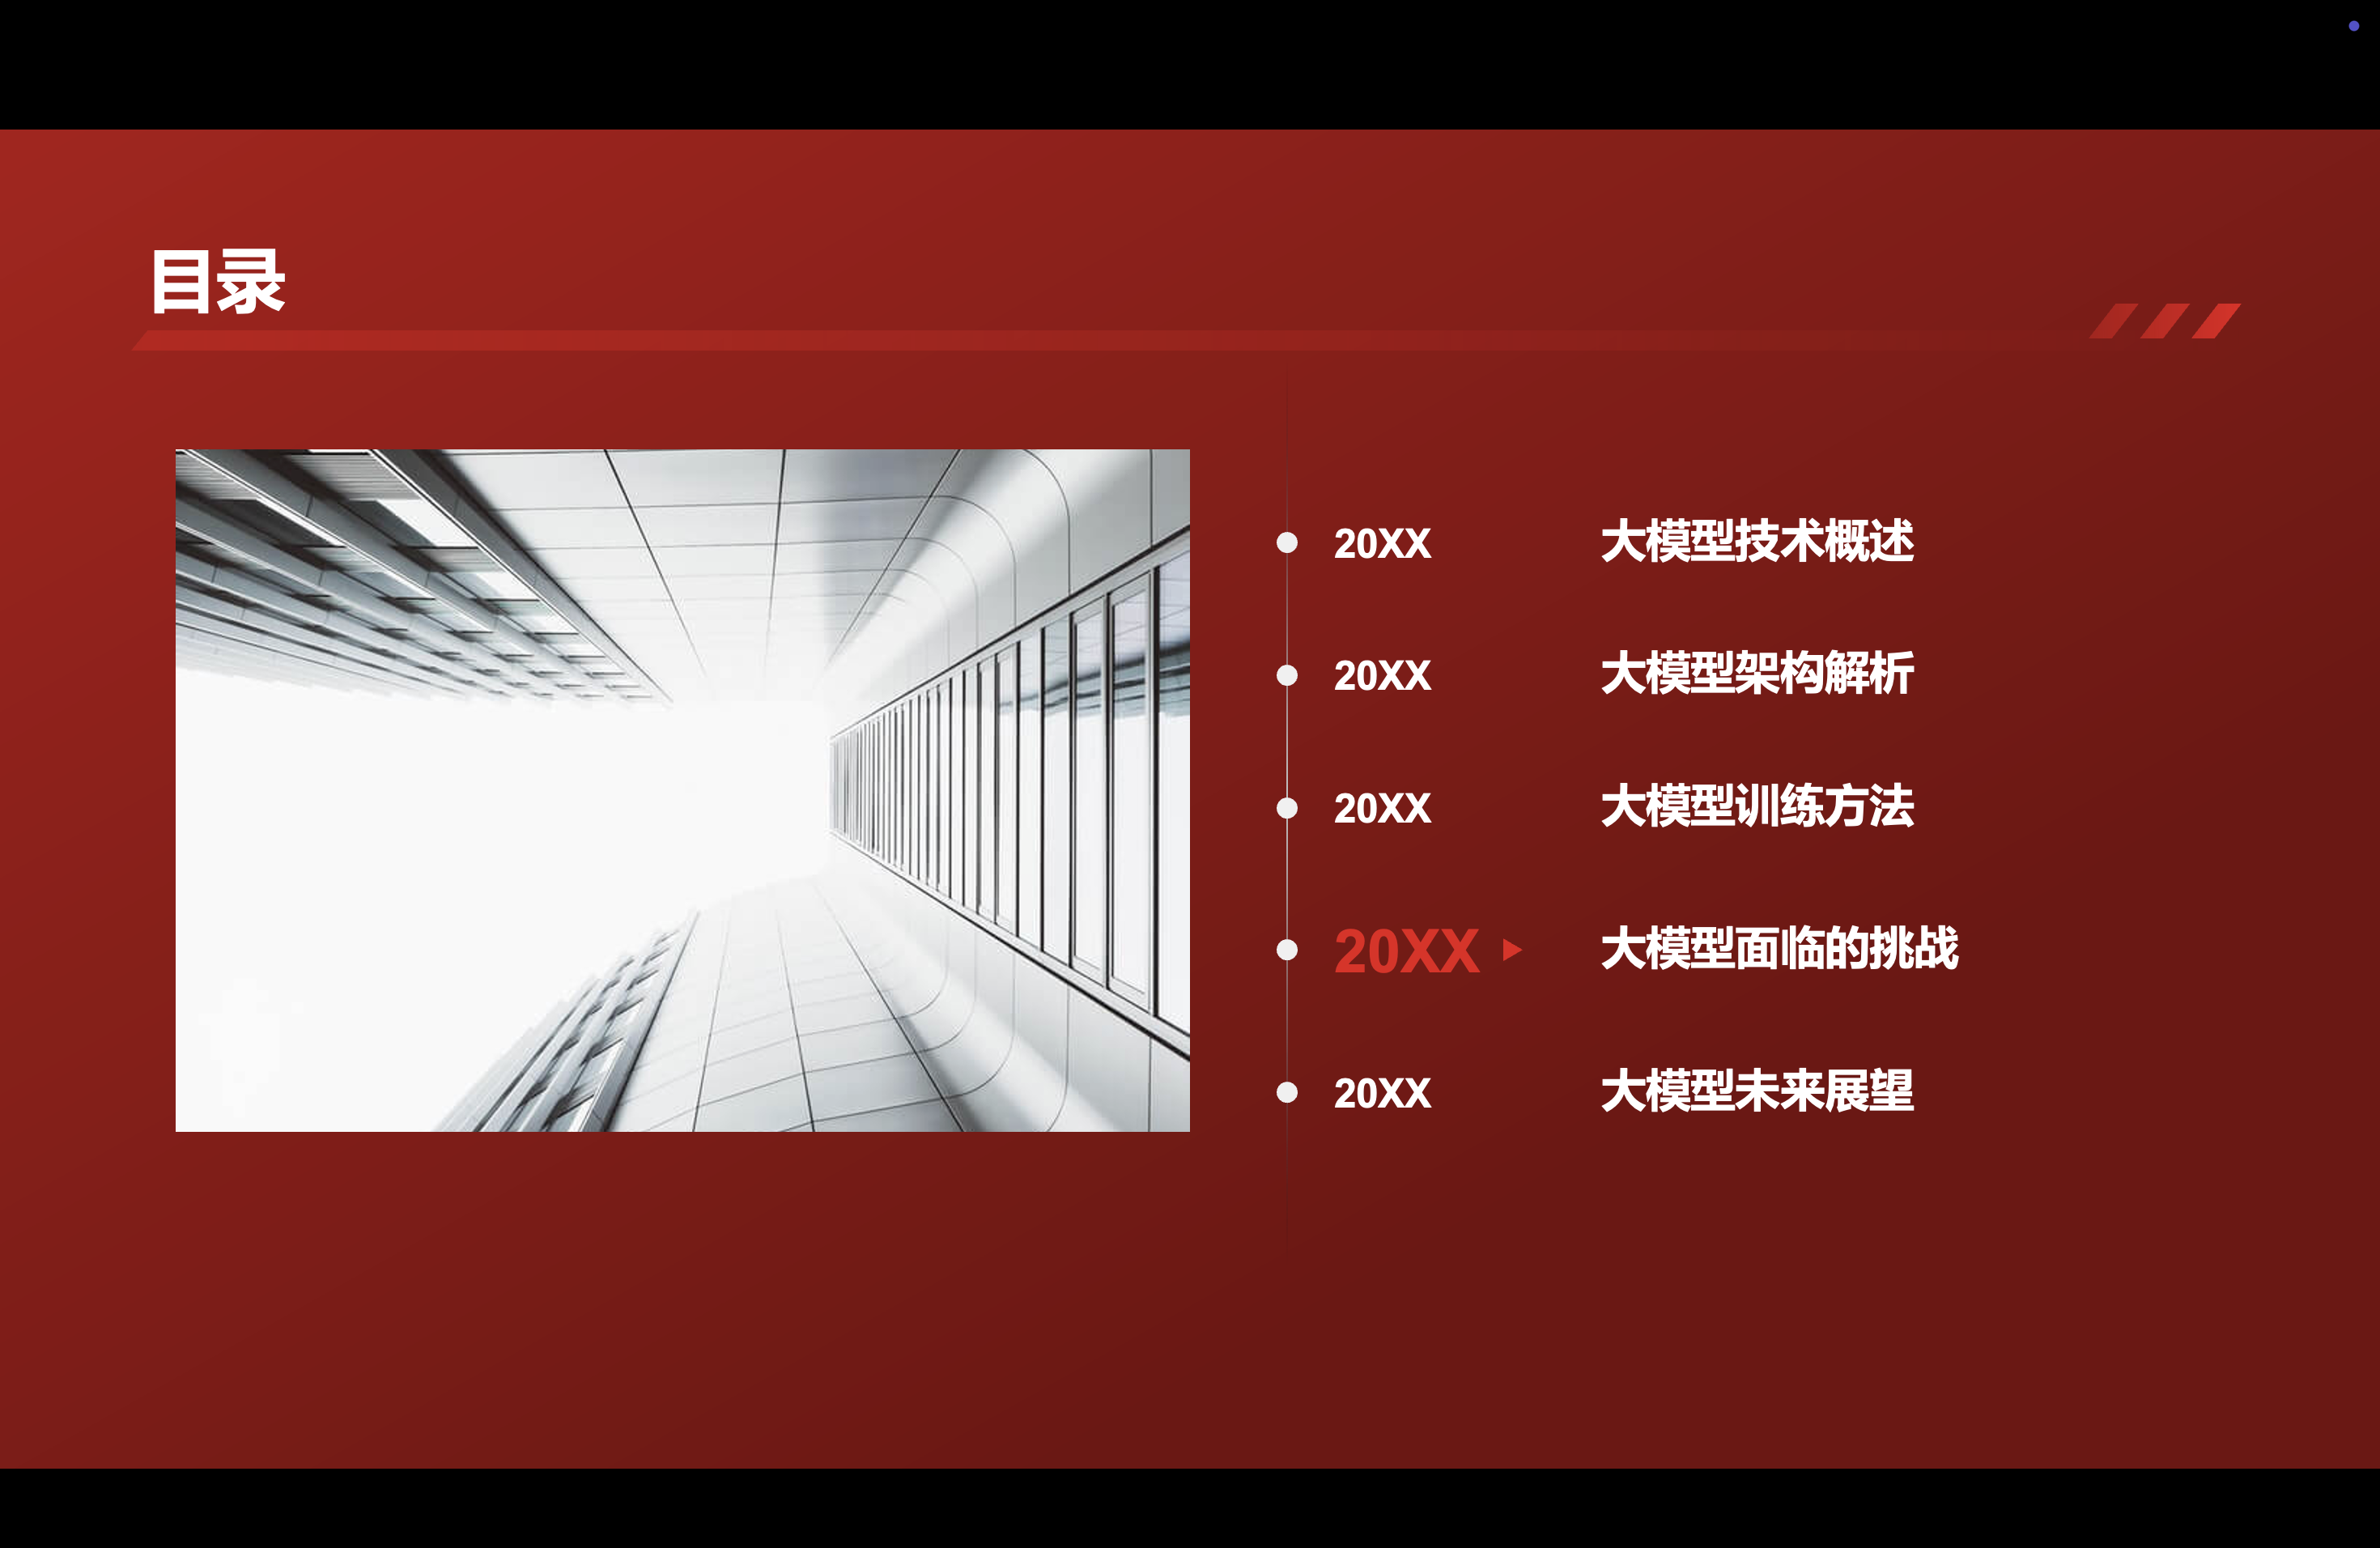 目录
20XX 大模型技术概述
20XX 大模型架构解析
20XX 大模型训练方法
20XX 大模型面临的挑战
20XX 大模型未来展望